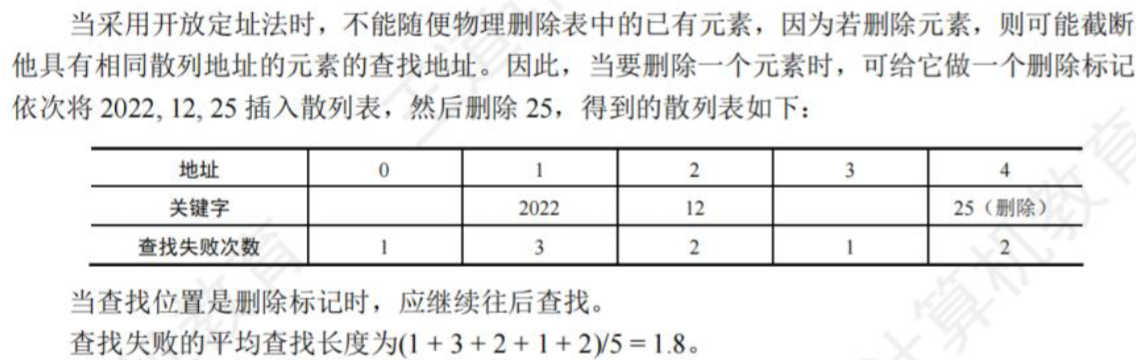 当采用开放定址法时，不能随便物理删除表中的已有元素，因为若删除元素，则可能截断
他具有相同散列地址的元素的查找地址。因此，当要删除一个元素时，可给它做一个删除标记
依次将 2022, 12, 25 插入散列表，然后删除 25，得到的散列表如下：
地址 0 1 2 3 4
关键字 2022 12 25（删除）
查找失败次数 1 3 2 1 2
当查找位置是删除标记时，应继续往后查找。
查找失败的平均查找长度为(1 + 3 + 2 + 1 + 2)/5 = 1.8。